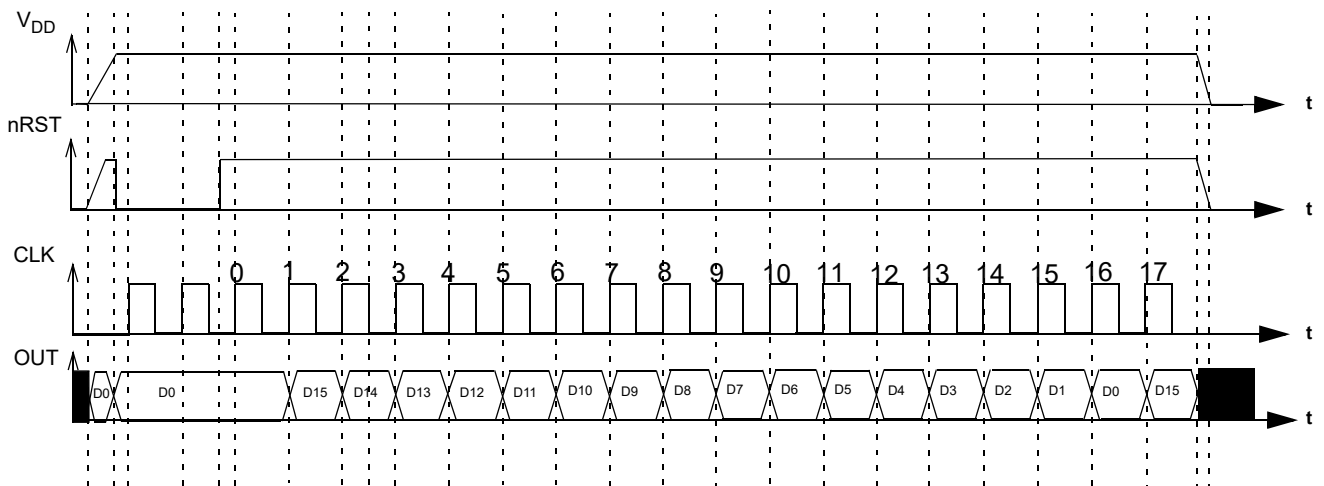 VDD
t
nRST
t
CLK
0 1 2 3 4 5 6 7 8 9 10 11 12 13 14 15 16 17
t
OUT
D0 D0 D15 D14 D13 D12 D11 D10 D9 D8 D7 D6 D5 D4 D3 D2 D1 D0 D15
t